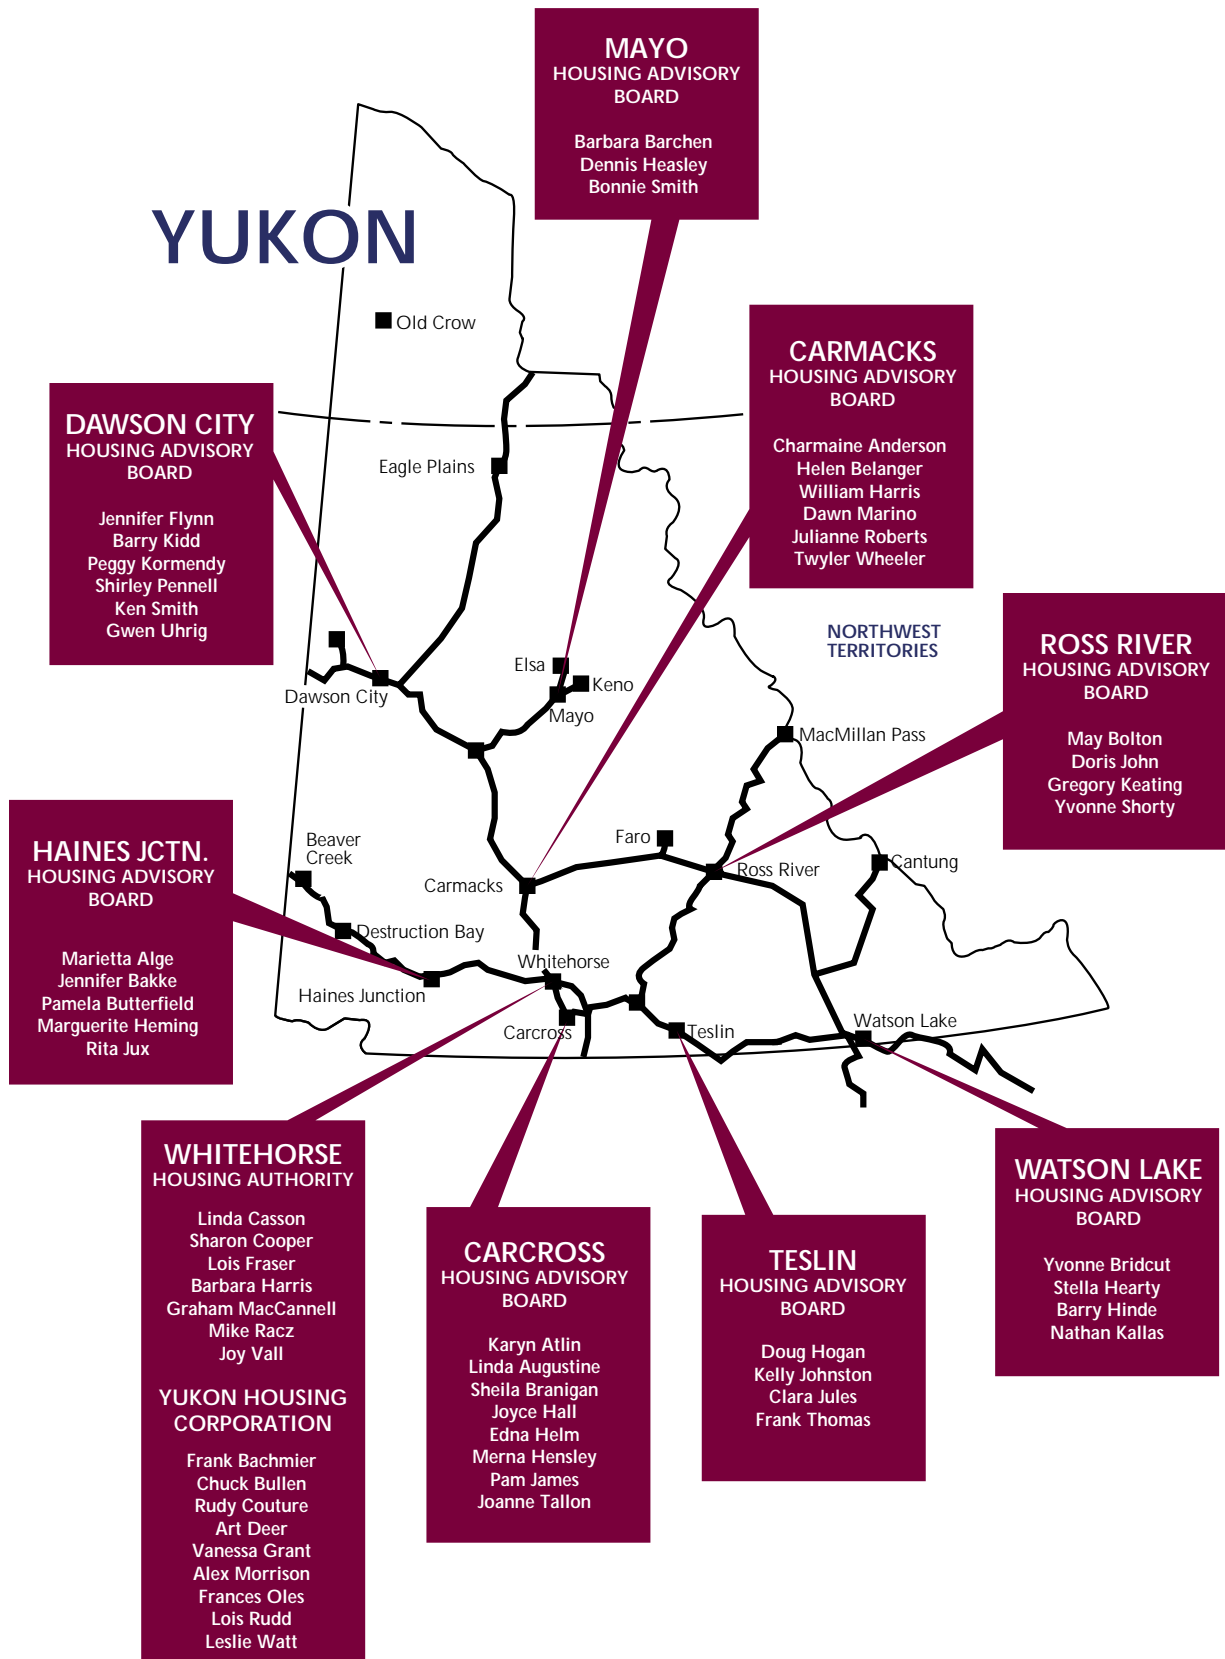 MAYO
HOUSING ADVISORY
BOARD
Barbara Barchen
Dennis Heasley
Bonnie Smith
YUKON
Old Crow
CARMACKS
HOUSING ADVISORY
BOARD
Charmaine Anderson
Helen Belanger
William Harris
Dawn Marino
Julianne Roberts
Twyler Wheeler
DAWSON CITY
HOUSING ADVISORY
BOARD
Jennifer Flynn
Barry Kidd
Peggy Kormendy
Shirley Pennell
Ken Smith
Gwen Uhrig
Eagle Plains
NORTHWEST
TERRITORIES
ROSS RIVER
HOUSING ADVISORY
BOARD
May Bolton
Doris John
Gregory Keating
Yvonne Shorty
Elsa
Keno
Dawson City
Mayo
MacMillan Pass
HAINES JCTN.
HOUSING ADVISORY
BOARD
Marietta Alge
Jennifer Bakke
Pamela Butterfield
Marguerite Heming
Rita Jux
Beaver
Creek
Faro
Ross River
Cantung
Carmacks
Destruction Bay
Whitehorse
Haines Junction
Carcross
Teslin
Watson Lake
WHITEHORSE
HOUSING AUTHORITY
Linda Casson
Sharon Cooper
Lois Fraser
Barbara Harris
Graham MacCannell
Mike Racz
Joy Vall
YUKON HOUSING
CORPORATION
Frank Bachmier
Chuck Bullen
Rudy Couture
Art Deer
Vanessa Grant
Alex Morrison
Frances Oles
Lois Rudd
Leslie Watt
CARCROSS
HOUSING ADVISORY
BOARD
Karyn Atlin
Linda Augustine
Sheila Branigan
Joyce Hall
Edna Helm
Merna Hensley
Pam James
Joanne Tallon
TESLIN
HOUSING ADVISORY
BOARD
Doug Hogan
Kelly Johnston
Clara Jules
Frank Thomas
WATSON LAKE
HOUSING ADVISORY
BOARD
Yvonne Bridcut
Stella Hearty
Barry Hinde
Nathan Kallas